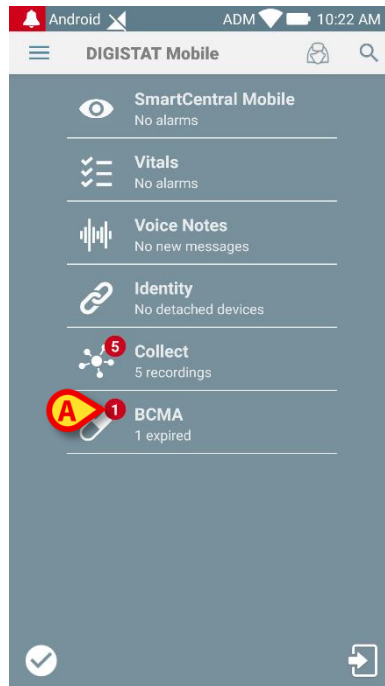 Android ADM 10:22 AM
DIGISTAT Mobile
SmartCentral Mobile
No alarms
Vitals
No alarms
Voice Notes
No new messages
Identity
No detached devices
5
Collect
5 recordings
A 1
BCMA
1 expired